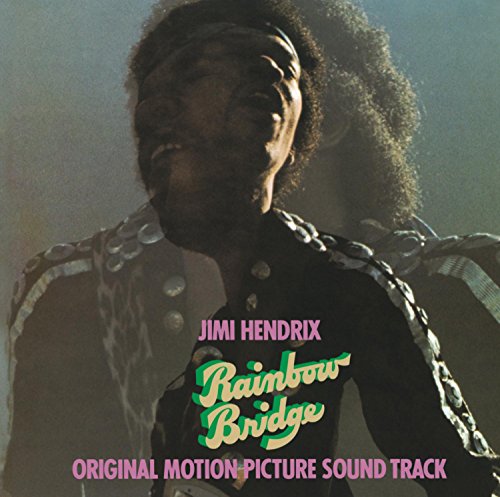 JIMI HENDRIX
Rainbow
Bridge
ORIGINAL MOTION PICTURE SOUND TRACK